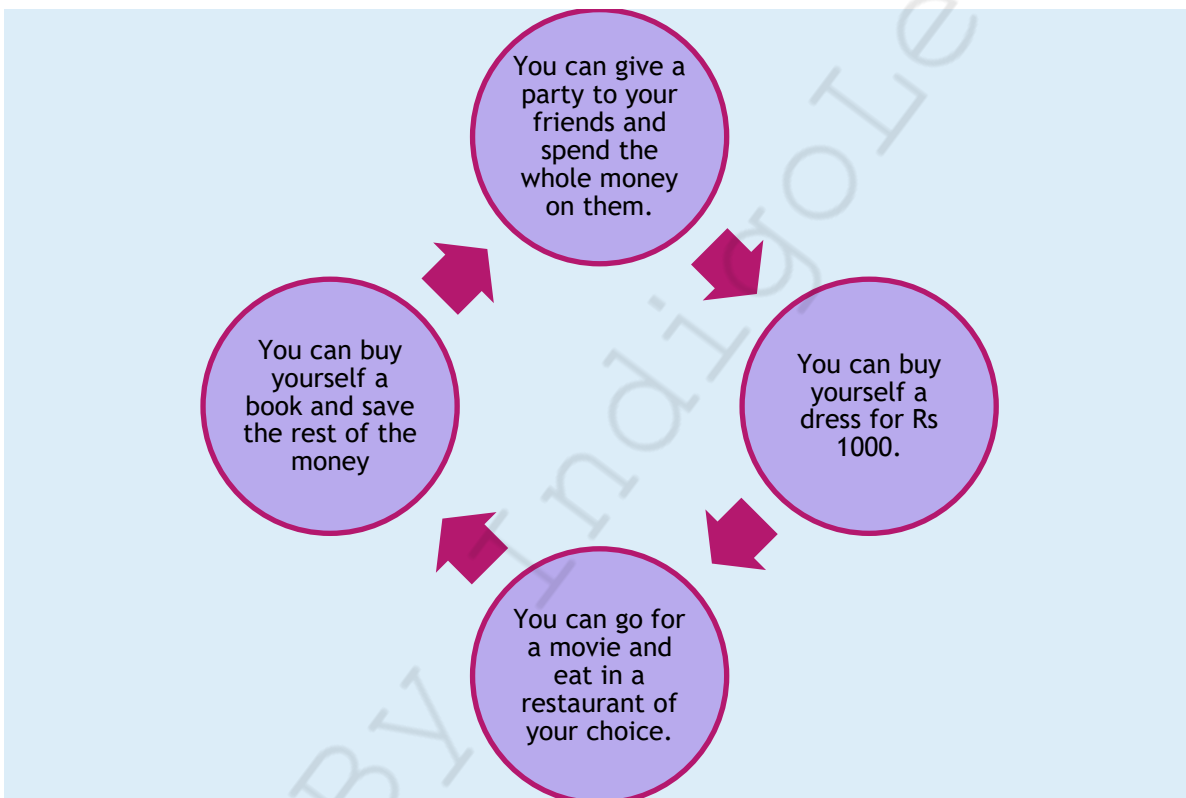 You can give a
party to your
friends and
spend the
whole money
on them.
You can buy
yourself a
dress for Rs
1000.
You can go for
a movie and
eat in a
restaurant of
your choice.
You can buy
yourself a
book and save
the rest of the
money
By IndigoLe